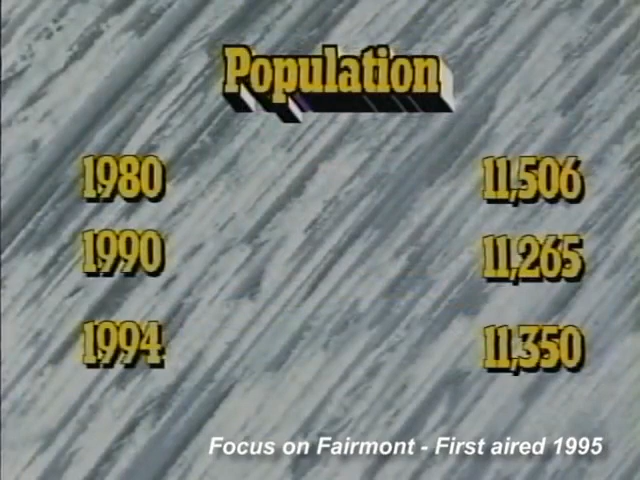 Population
1980 11,506
1990 11,265
1994 11,350
Focus on Fairmont - First aired 1995